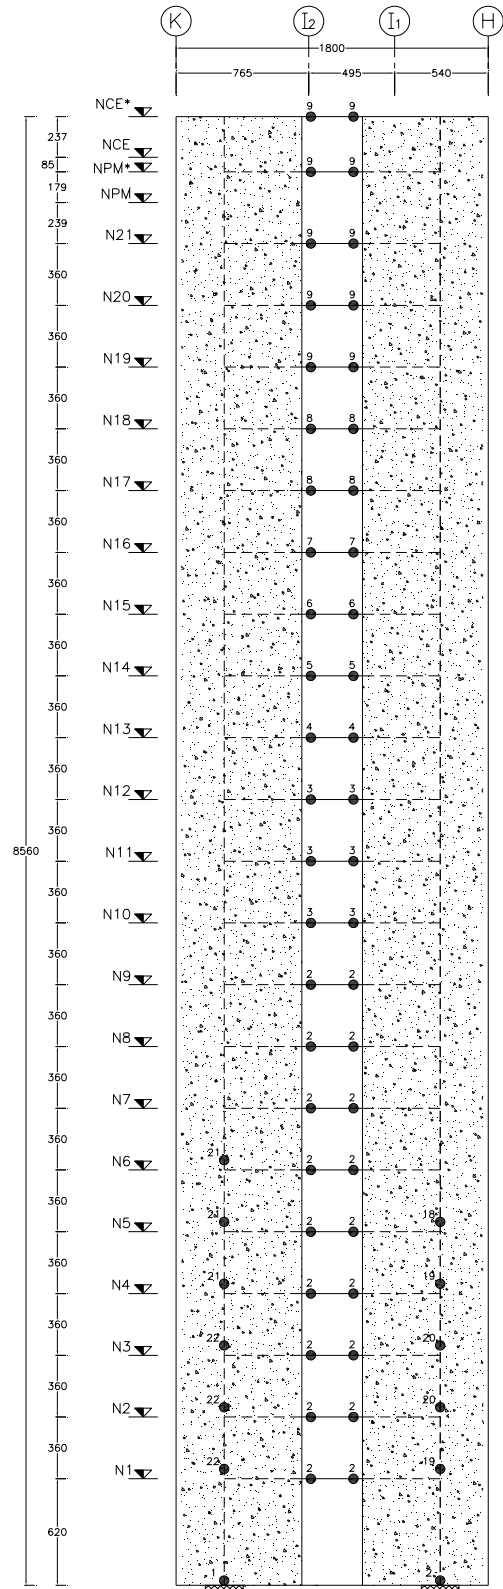 K I2 I1 H
1800
765 495 540
NCE* 9 9
237
NCE
85
NPM* 9 9
179
NPM
239
N21 9 9
360
N20 9 9
360
N19 9 9
360
N18 8 8
360
N17 8 8
360
N16 7 7
360
N15 6 6
360
N14 5 5
360
N13 4 4
360
N12 3 3
360
8560
N11 3 3
360
N10 3 3
360
N9 2 2
360
N8 2 2
360
N7 2 2
360
21
N6 2 2
360
21 18
N5 2 2
360
21 19
N4 2 2
360
22 20
N3 2 2
360
22 20
N2 2 2
360
22 19
N1 2 2
620
1 2